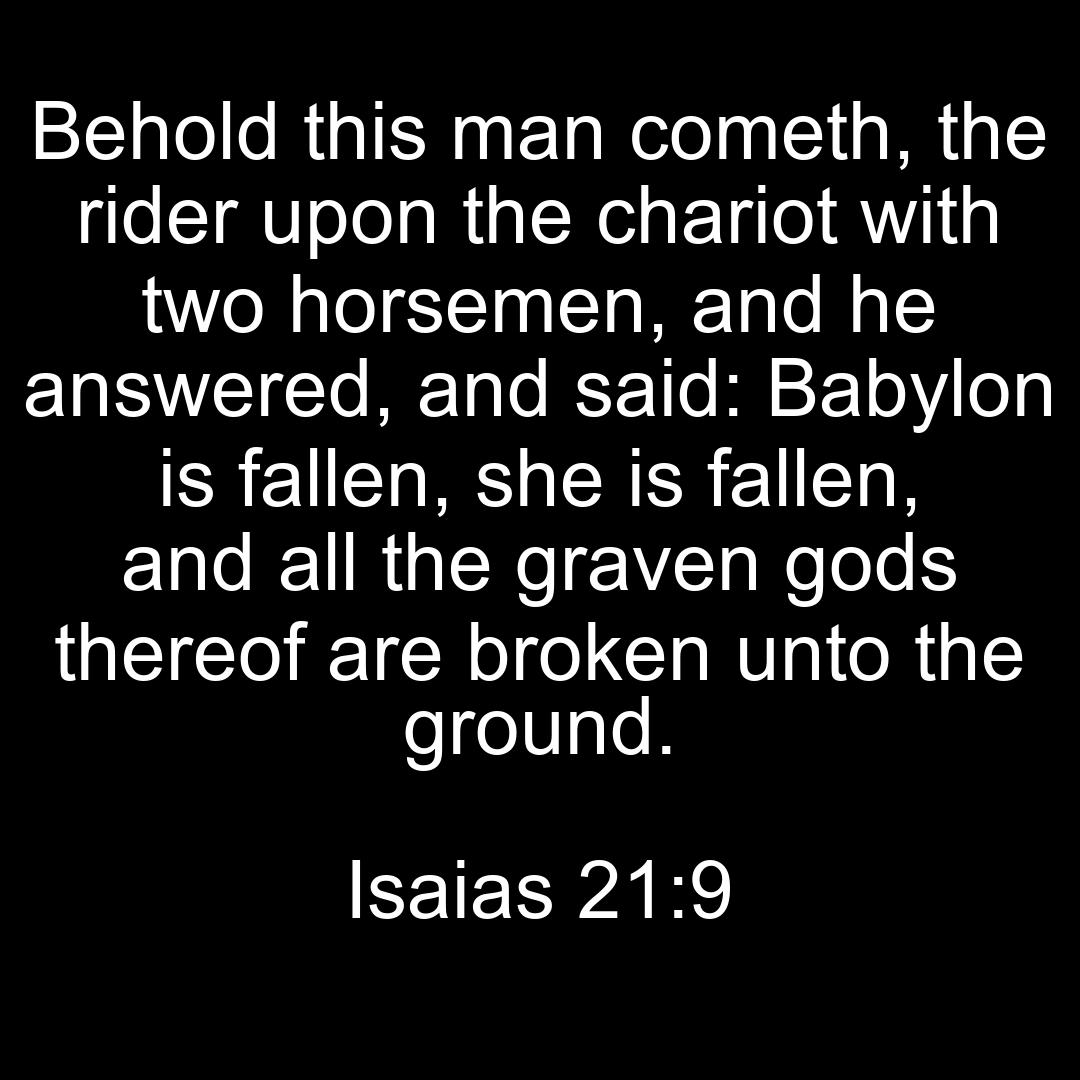 Behold this man cometh, the
rider upon the chariot with
two horsemen, and he
answered, and said: Babylon
is fallen, she is fallen,
and all the graven gods
thereof are broken unto the
ground.
Isaias 21:9